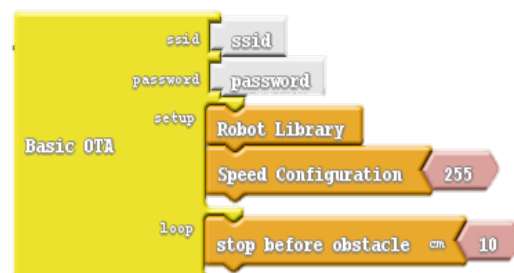 ssid ssid
password password
setup Robot Library
Basic OTA
Speed Configuration 255
loop
stop before obstacle cm 10